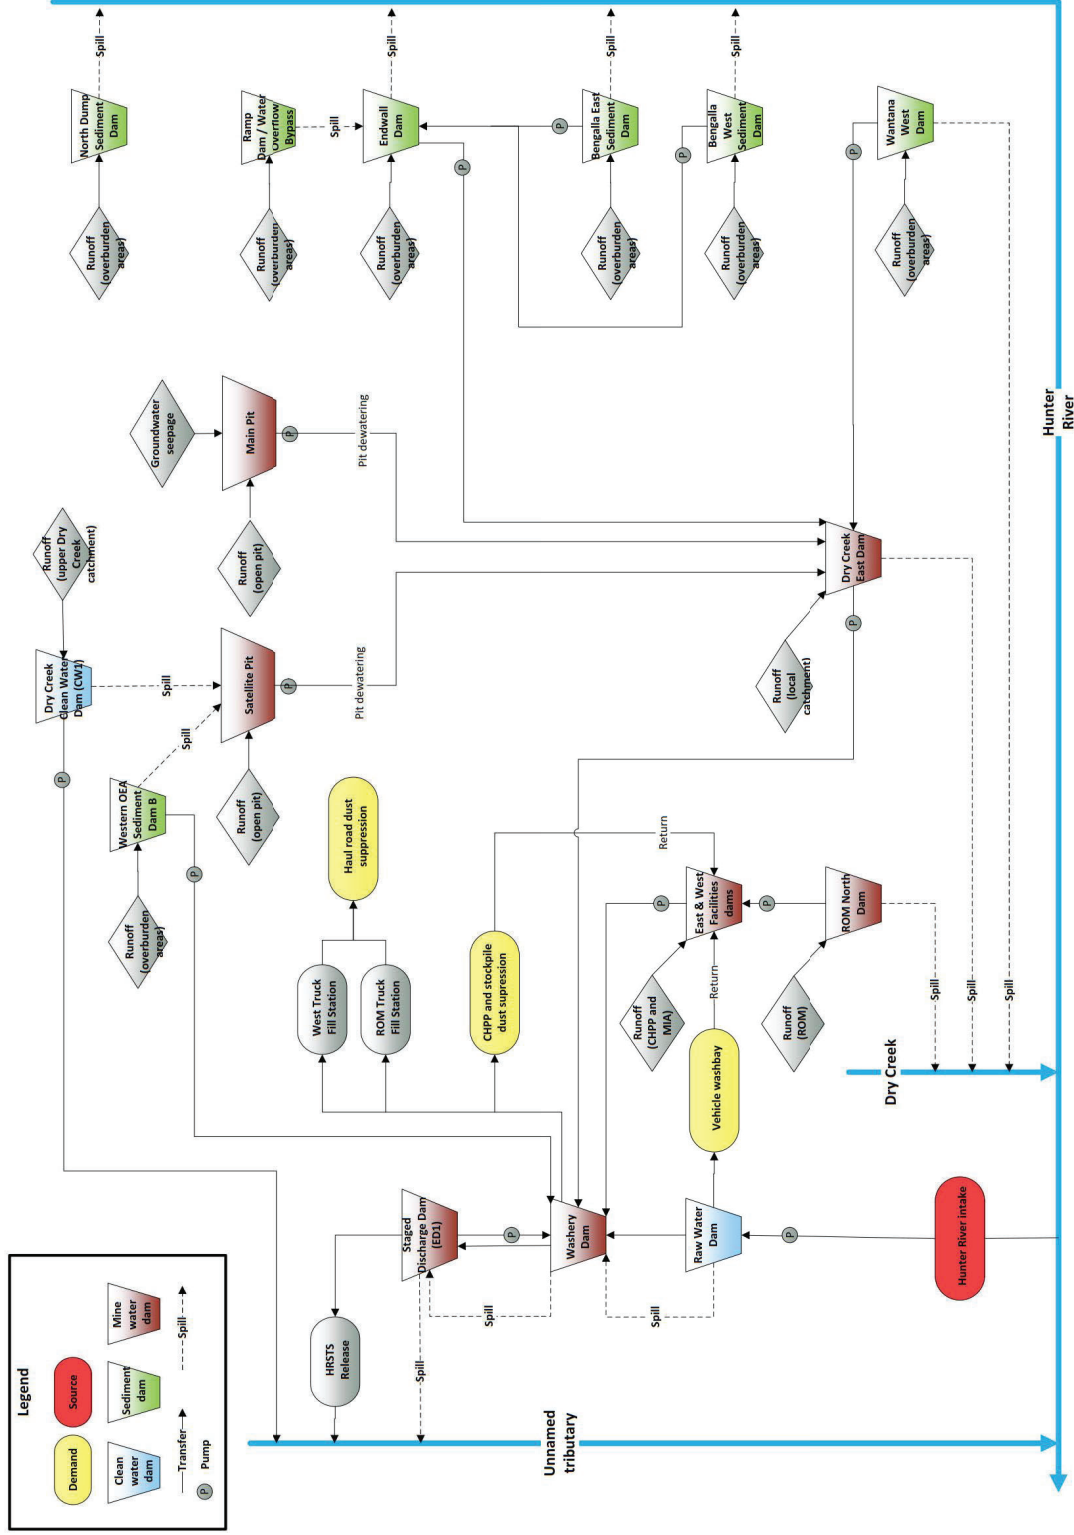 Legend
Demand
Source
Clean
water
dam
Sediment
dam
Mine
water
dam
Transfer
Spill
P
Pump
Unnamed
tributary
HRSTS
Release
Spill
Staged
Discharge Dam
(ED1)
P
Spill
Washery
Dam
Spill
Raw Water
Dam
P
Hunter River intake
Vehicle washbay
Return
Dry Creek
West Truck
Fill Station
ROM Truck
Fill Station
Haul road dust
suppression
CHPP and stockpile
dust supression
Return
Runoff
(CHPP and
MIA)
P
East & West
Facilities
dams
P
Runoff
(ROM)
ROM North
Dam
Spill
Spill
Spill
Runoff
(overburden
areas)
Western OEA
Sediment
Dam B
P
P
Spill
Dry Creek
Clean Water
Dam (CW1)
Spill
Runoff
(upper Dry
Creek
catchment)
Runoff
(open pit)
Satellite Pit
P
Pit dewatering
Runoff
(open pit)
Groundwater
seepage
Main Pit
P
Pit dewatering
Runoff
(local
catchment)
P
Dry Creek
East Dam
Runoff
(overburden
areas)
North Dump
Sediment
Dam
Spill
Runoff
(overburden
areas)
Ramp
Dam / Water
Overflow
Bypass
Spill
Runoff
(overburden
areas)
Endwall
Dam
P
Spill
Runoff
(overburden
areas)
Bengalla East
Sediment
Dam
P
Spill
Runoff
(overburden
areas)
Bengalla
West
Sediment
Dam
P
Spill
Runoff
(overburden
areas)
Wantana
West
Dam
P
Hunter
River